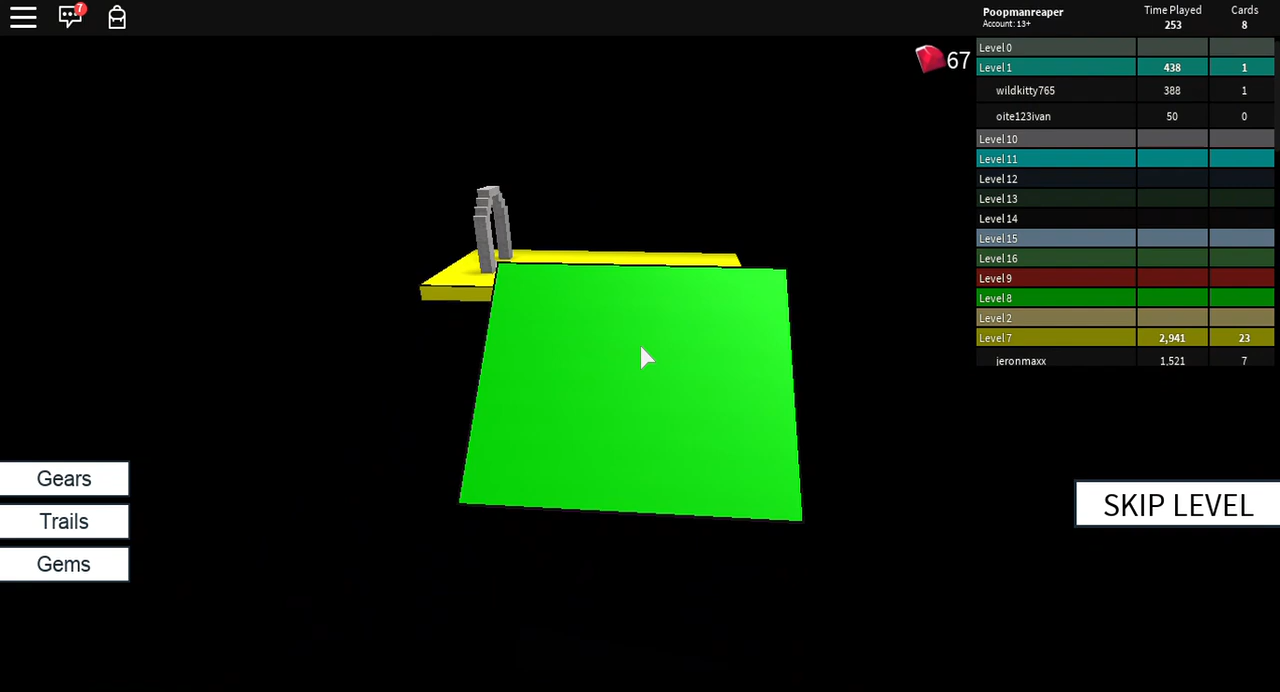 7
Poopmanreaper Time Played Cards
Account: 13+ 253 8
67
Level 0
Level 1 438 1
wildkitty765 388 1
oite123ivan 50 0
Level 10
Level 11
Level 12
Level 13
Level 14
Level 15
Level 16
Level 9
Level 8
Level 2
Level 7 2,941 23
jeronmaxx 1,521 7
Gears
Trails
Gems
SKIP LEVEL